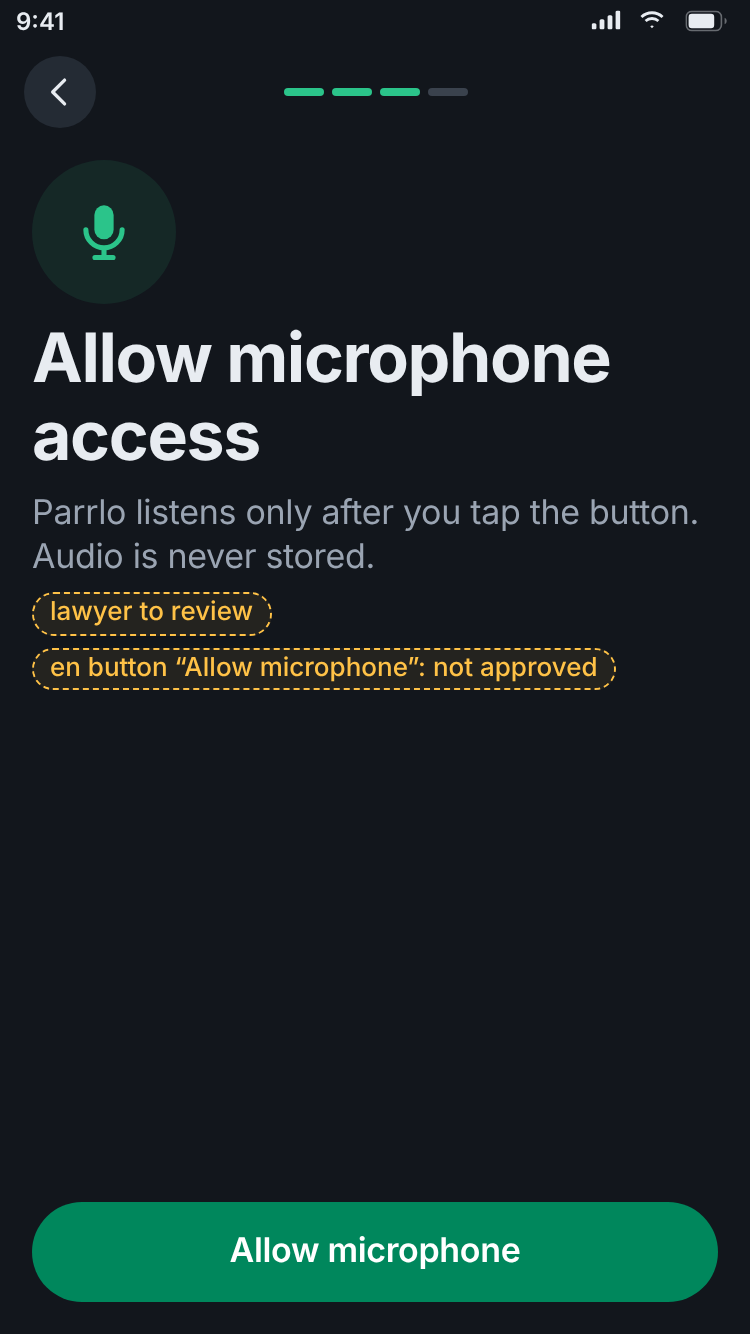 9:41
Allow microphone
access
Parrlo listens only after you tap the button.
Audio is never stored.
lawyer to review
en button “Allow microphone”: not approved
Allow microphone